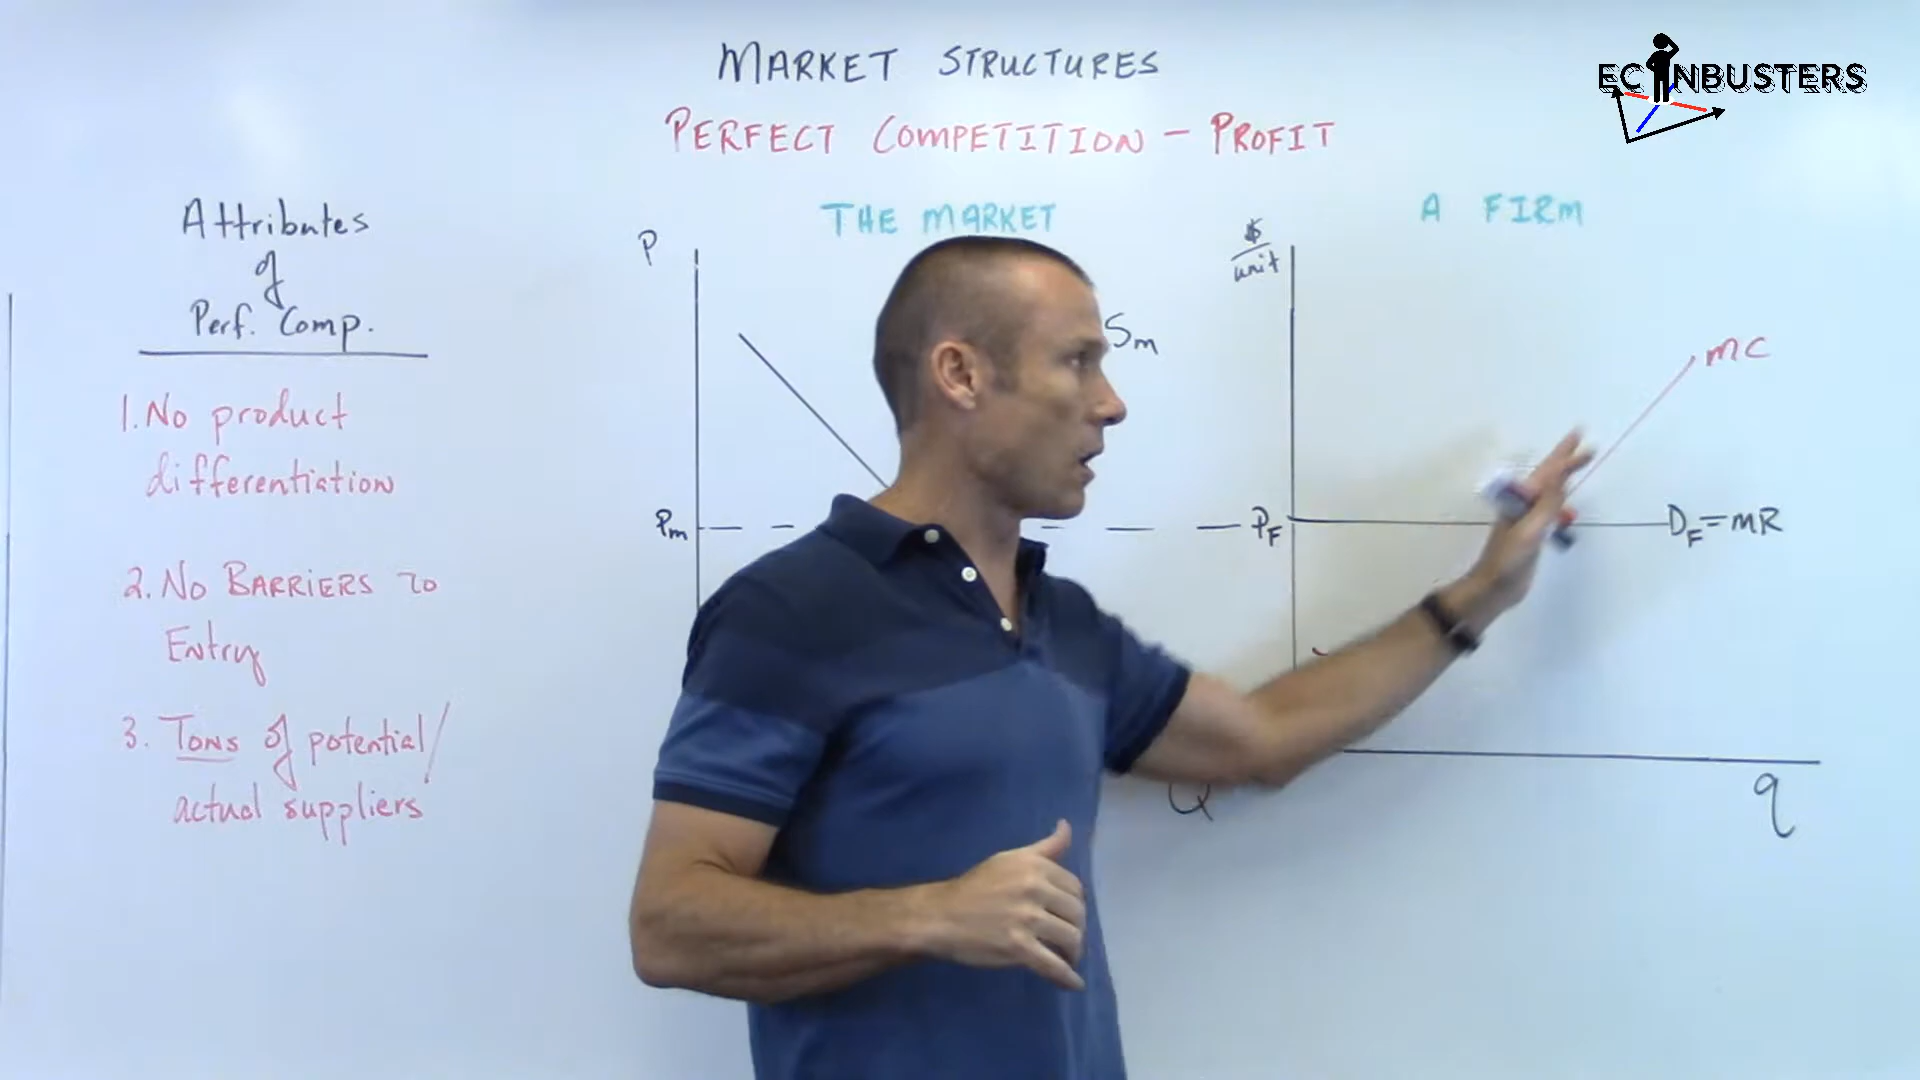 MARKET STRUCTURES
PERFECT COMPETITION - PROFIT
ECONBUSTERS
Attributes
of
Perf. Comp.
1. No product
differentiation
2. No BARRIERS TO
Entry
3. Tons of potential/
actual suppliers
THE MARKET
P
Sm
Pm
Q
A FIRM
$/unit
MC
PF
DF=MR
q